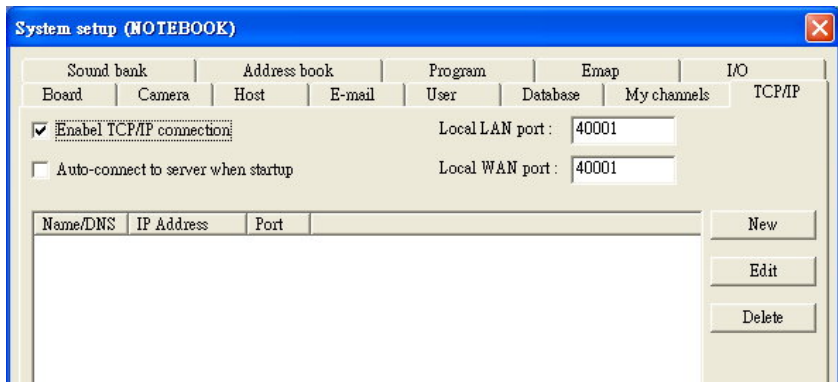 System setup (NOTEBOOK)
Sound bank Address book Program Emap I/O
Board Camera Host E-mail User Database My channels TCP/IP
Enabel TCP/IP connection Local LAN port : 40001
Auto-connect to server when startup Local WAN port : 40001
Name/DNS IP Address Port New
Edit
Delete